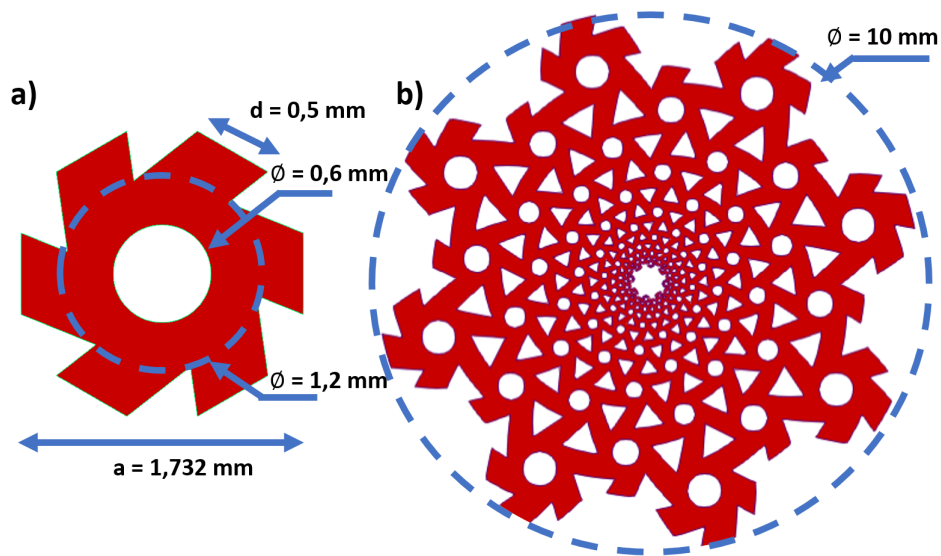 a)
d = 0,5 mm
∅ = 0,6 mm
∅ = 1,2 mm
a = 1,732 mm
b)
∅ = 10 mm